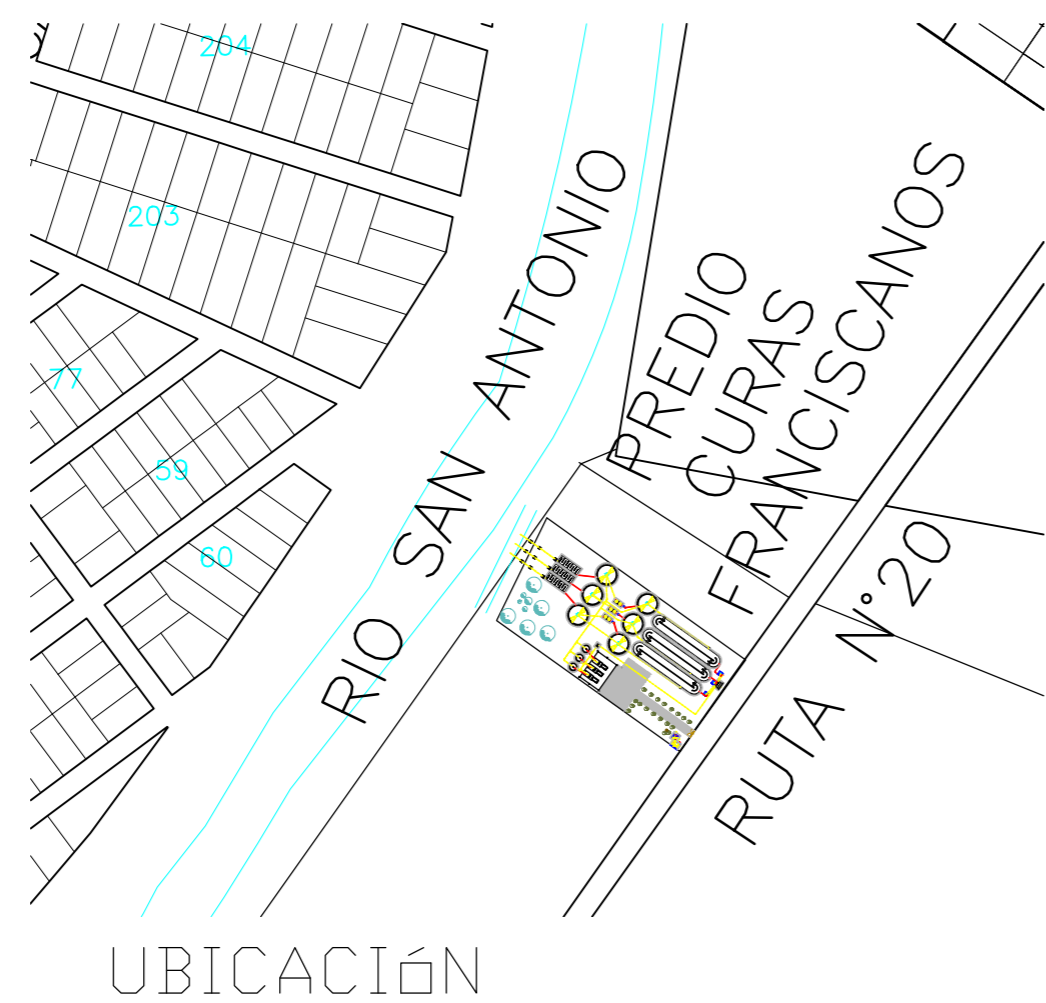 204
203
77
59
60
RIO SAN ANTONIO
PREDIO
CURAS
FRANCISCANOS
RUTA N°20
UBICACIóN